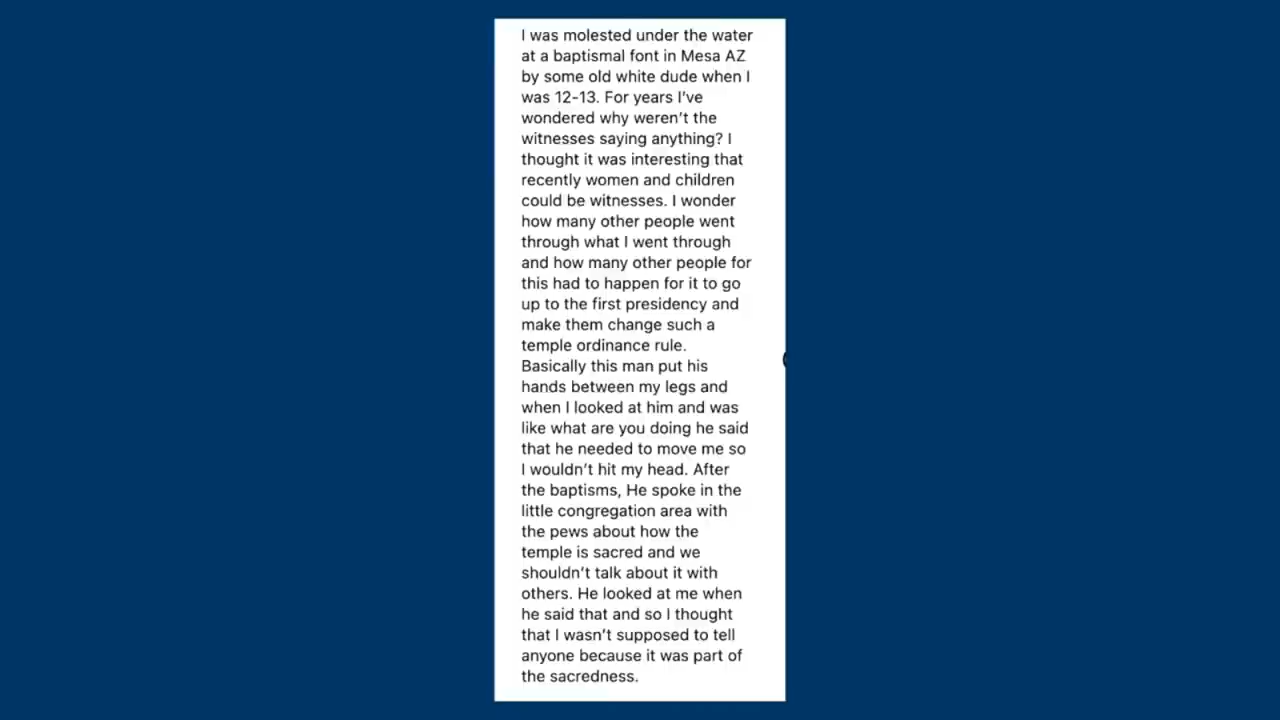 I was molested under the water
at a baptismal font in Mesa AZ
by some old white dude when I
was 12-13. For years I've
wondered why weren't the
witnesses saying anything? I
thought it was interesting that
recently women and children
could be witnesses. I wonder
how many other people went
through what I went through
and how many other people for
this had to happen for it to go
up to the first presidency and
make them change such a
temple ordinance rule.
Basically this man put his
hands between my legs and
when I looked at him and was
like what are you doing he said
that he needed to move me so
I wouldn't hit my head. After
the baptisms, He spoke in the
little congregation area with
the pews about how the
temple is sacred and we
shouldn't talk about it with
others. He looked at me when
he said that and so I thought
that I wasn't supposed to tell
anyone because it was part of
the sacredness.